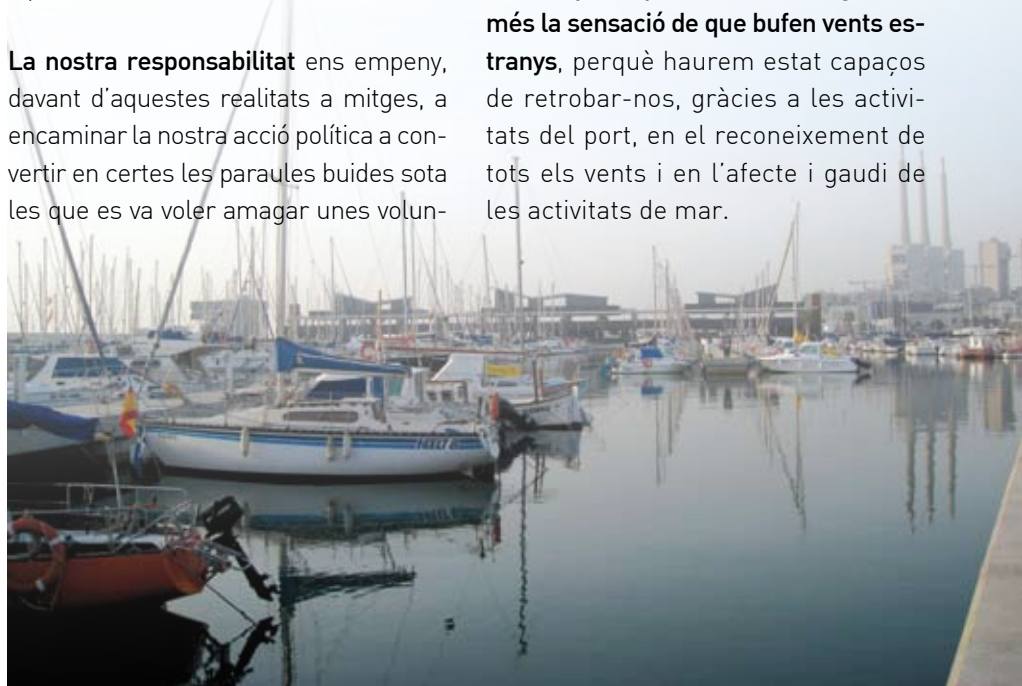 La nostra responsabilitat ens empeny,
davant d'aquestes realitats a mitges, a
encaminar la nostra acció política a con-
vertir en certes les paraules buides sota
les que es va voler amagar unes volun-
més la sensació de que bufen vents es-
tranys, perquè haurem estat capaços
de retrobar-nos, gràcies a les activi-
tats del port, en el reconeixement de
tots els vents i en l'afecte i gaudi de
les activitats de mar.